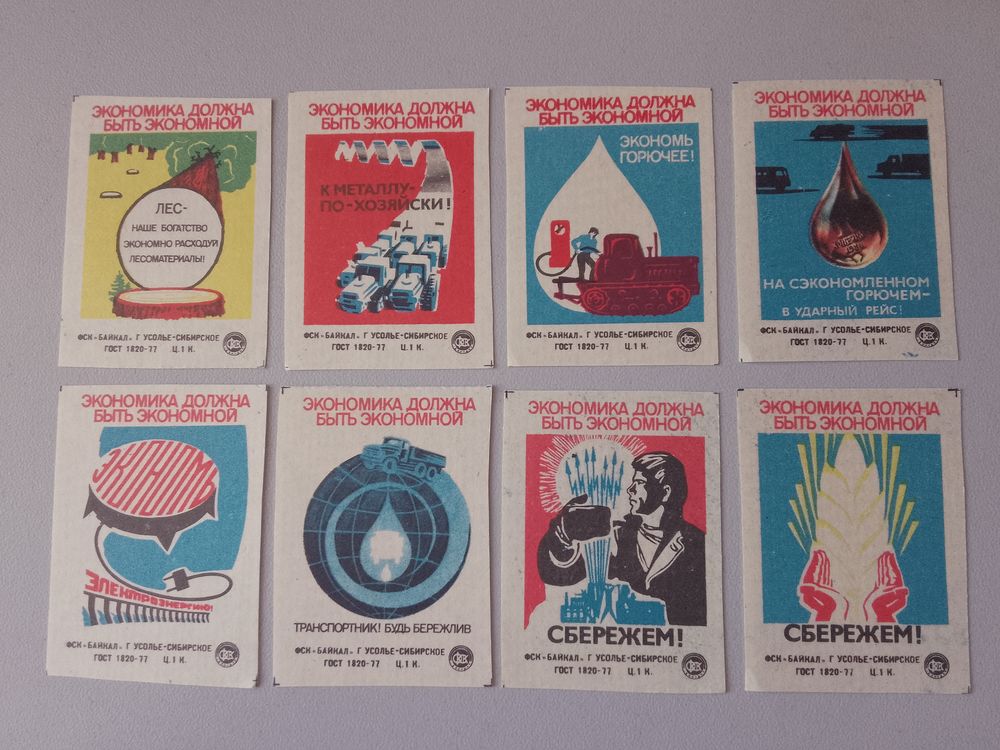 ЭКОНОМИКА ДОЛЖНА
БЫТЬ ЭКОНОМНОЙ
ЛЕС-
НАШЕ БОГАТСТВО
ЭКОНОМНО РАСХОДУЙ
ЛЕСОМАТЕРИАЛЫ!
ФСК «БАЙКАЛ» Г УСОЛЬЕ-СИБИРСКОЕ
ГОСТ 1820-77 Ц.1 К.
ЭКОНОМИКА ДОЛЖНА
БЫТЬ ЭКОНОМНОЙ
К МЕТАЛЛУ-
ПО-ХОЗЯЙСКИ!
ФСК «БАЙКАЛ» Г УСОЛЬЕ-СИБИРСКОЕ
ГОСТ 1820-77 Ц.1 К.
ЭКОНОМИКА ДОЛЖНА
БЫТЬ ЭКОНОМНОЙ
ЭКОНОМЬ
ГОРЮЧЕЕ!
ФСК «БАЙКАЛ» Г УСОЛЬЕ-СИБИРСКОЕ
ГОСТ 1820-77 Ц.1 К.
ЭКОНОМИКА ДОЛЖНА
БЫТЬ ЭКОНОМНОЙ
НА СЭКОНОМЛЕННОМ
ГОРЮЧЕМ-
В УДАРНЫЙ РЕЙС!
ФСК «БАЙКАЛ» Г УСОЛЬЕ-СИБИРСКОЕ
ГОСТ 1820-77 Ц.1 К.
ЭКОНОМИКА ДОЛЖНА
БЫТЬ ЭКОНОМНОЙ
ЭКОНОМЬ
ЭЛЕКТРОЭНЕРГИЮ!
ФСК «БАЙКАЛ» Г УСОЛЬЕ-СИБИРСКОЕ
ГОСТ 1820-77 Ц.1 К.
ЭКОНОМИКА ДОЛЖНА
БЫТЬ ЭКОНОМНОЙ
ТРАНСПОРТНИК! БУДЬ БЕРЕЖЛИВ
ФСК «БАЙКАЛ» Г УСОЛЬЕ-СИБИРСКОЕ
ГОСТ 1820-77 Ц.1 К.
ЭКОНОМИКА ДОЛЖНА
БЫТЬ ЭКОНОМНОЙ
СБЕРЕЖЕМ!
ФСК «БАЙКАЛ» Г УСОЛЬЕ-СИБИРСКОЕ
ГОСТ 1820-77 Ц.1 К.
ЭКОНОМИКА ДОЛЖНА
БЫТЬ ЭКОНОМНОЙ
СБЕРЕЖЕМ!
ФСК «БАЙКАЛ» Г УСОЛЬЕ-СИБИРСКОЕ
ГОСТ 1820-77 Ц.1 К.